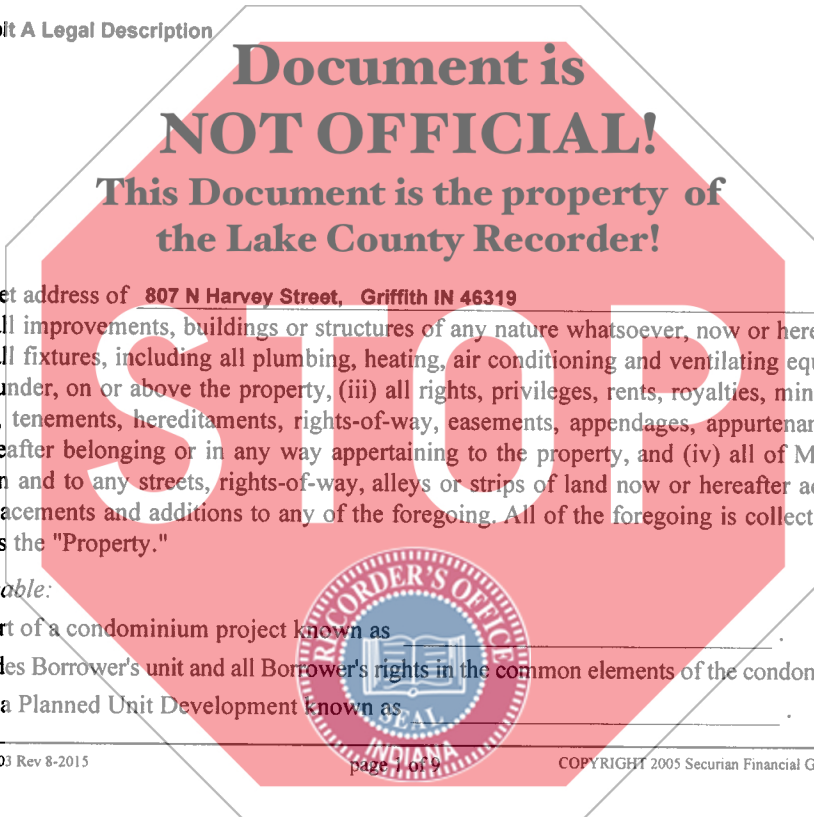 it A Legal Description
Document is
NOT OFFICIAL!
This Document is the property of
the Lake County Recorder!
et address of 807 N Harvey Street, Griffith IN 46319
ll improvements, buildings or structures of any nature whatsoever, now or here
ll fixtures, including all plumbing, heating, air conditioning and ventilating equ
under, on or above the property, (iii) all rights, privileges, rents, royalties, min
, tenements, hereditaments, rights-of-way, easements, appendages, appurtenan
eafter belonging or in any way appertaining to the property, and (iv) all of M
n and to any streets, rights-of-way, alleys or strips of land now or hereafter a
acements and additions to any of the foregoing. All of the foregoing is collect
s the "Property."
STOP
able:
rt of a condominium project known as .
des Borrower's unit and all Borrower's rights in the common elements of the condon
a Planned Unit Development known as .
RECORDER'S OFFICE
SEAL
INDIANA
03 Rev 8-2015 page 1 of 9 COPYRIGHT 2005 Securian Financial G